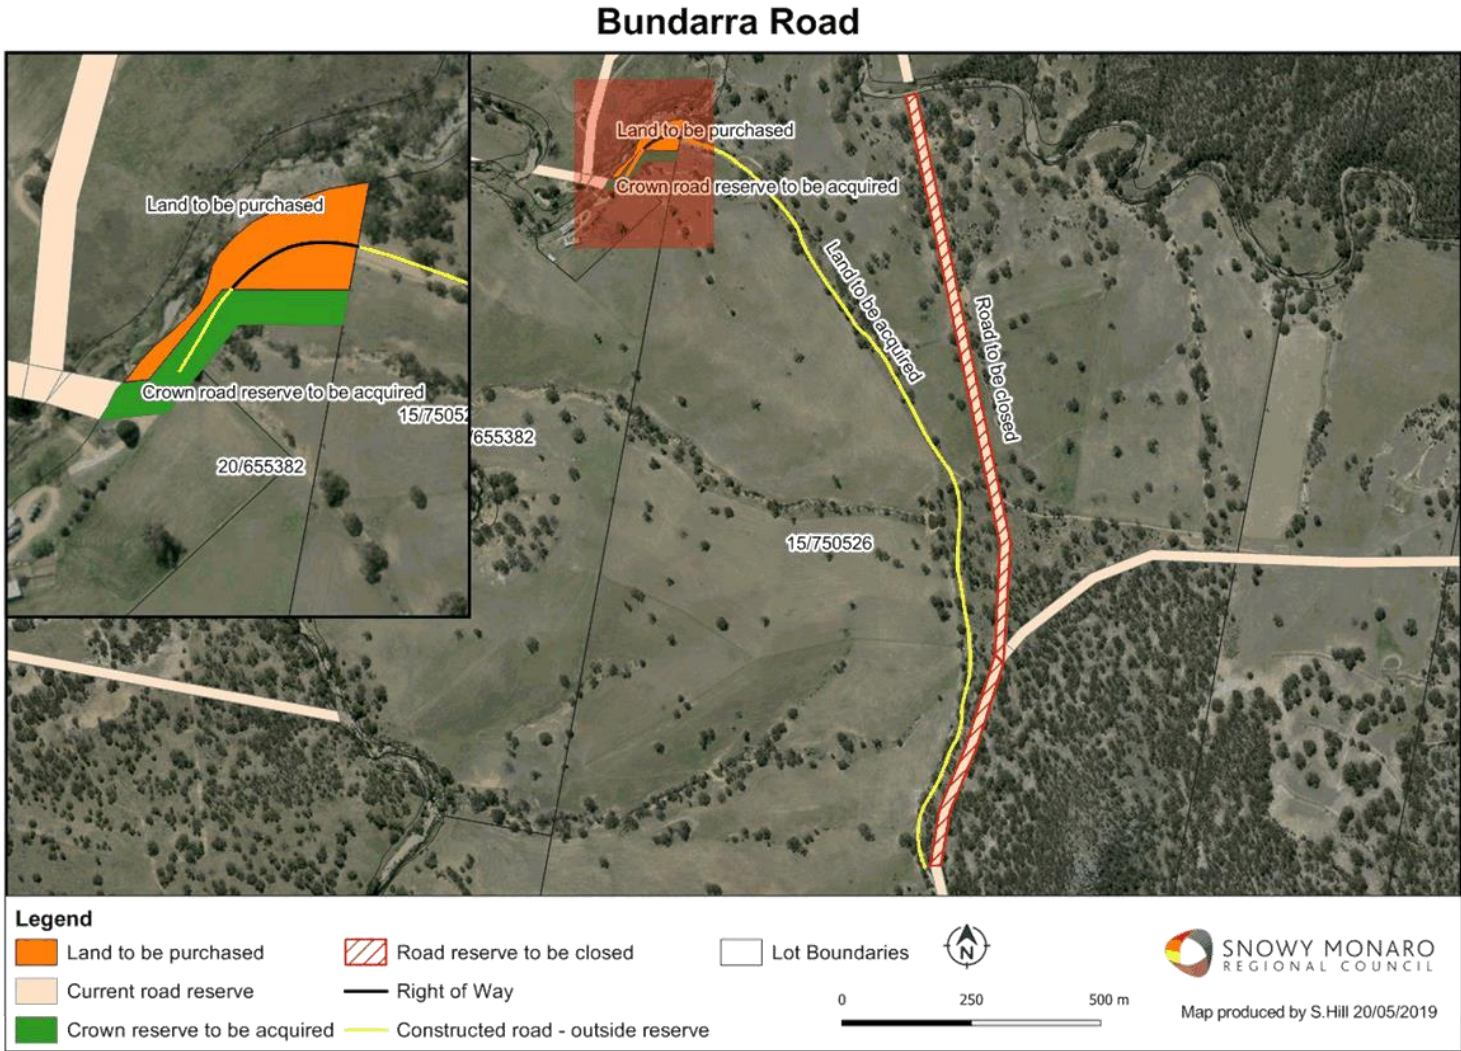 Bundarra Road
Land to be purchased
Crown road reserve to be acquired
15/75052
20/655382
Land to be purchased
Crown road reserve to be acquired
Land to be acquired
Road to be closed
/655382
15/750526
Legend
Land to be purchased
Current road reserve
Crown reserve to be acquired
Road reserve to be closed
Right of Way
Constructed road - outside reserve
Lot Boundaries
N
0 250 500 m
SNOWY MONARO
REGIONAL COUNCIL
Map produced by S.Hill 20/05/2019